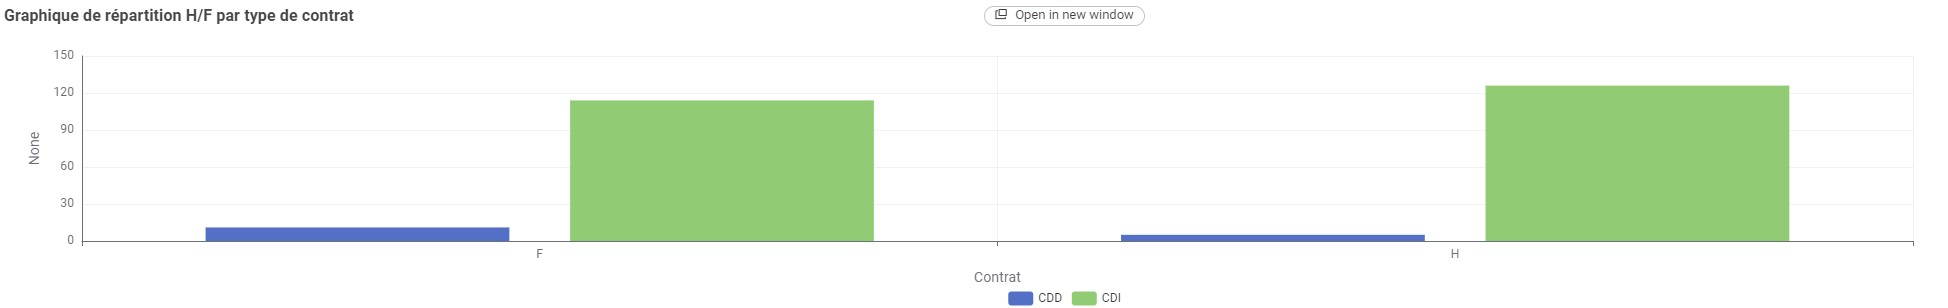 Graphique de répartition H/F par type de contrat
Open in new window
150
120
90
60
30
0
None
F
H
Contrat
CDD
CDI